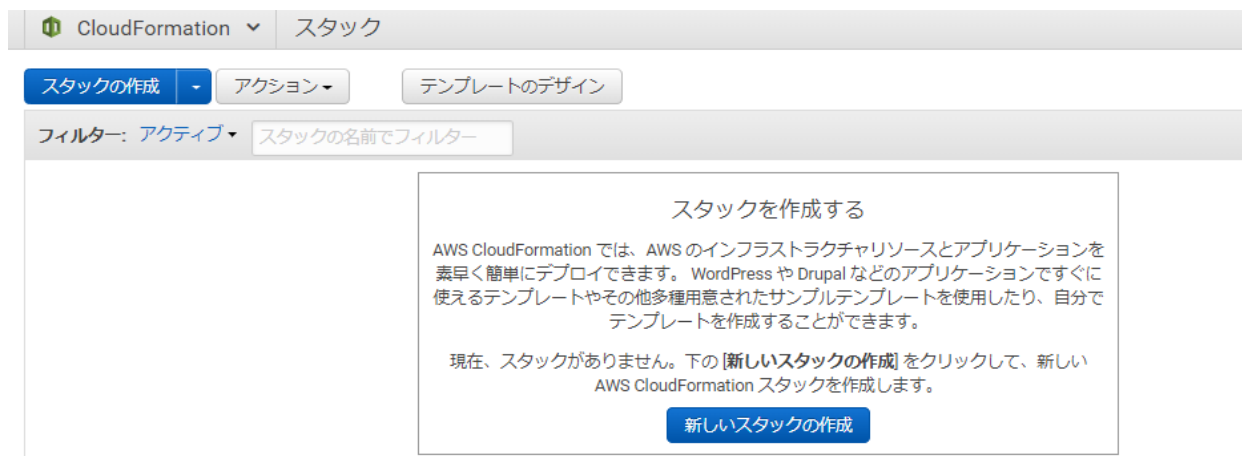 CloudFormation スタック
スタックの作成 アクション テンプレートのデザイン
フィルター: アクティブ スタックの名前でフィルター
スタックを作成する
AWS CloudFormation では、AWS のインフラストラクチャリソースとアプリケーションを
素早く簡単にデプロイできます。 WordPress や Drupal などのアプリケーションですぐに
使えるテンプレートやその他多種用意されたサンプルテンプレートを使用したり、自分で
テンプレートを作成することができます。
現在、スタックがありません。下の [新しいスタックの作成] をクリックして、新しい
AWS CloudFormation スタックを作成します。
新しいスタックの作成